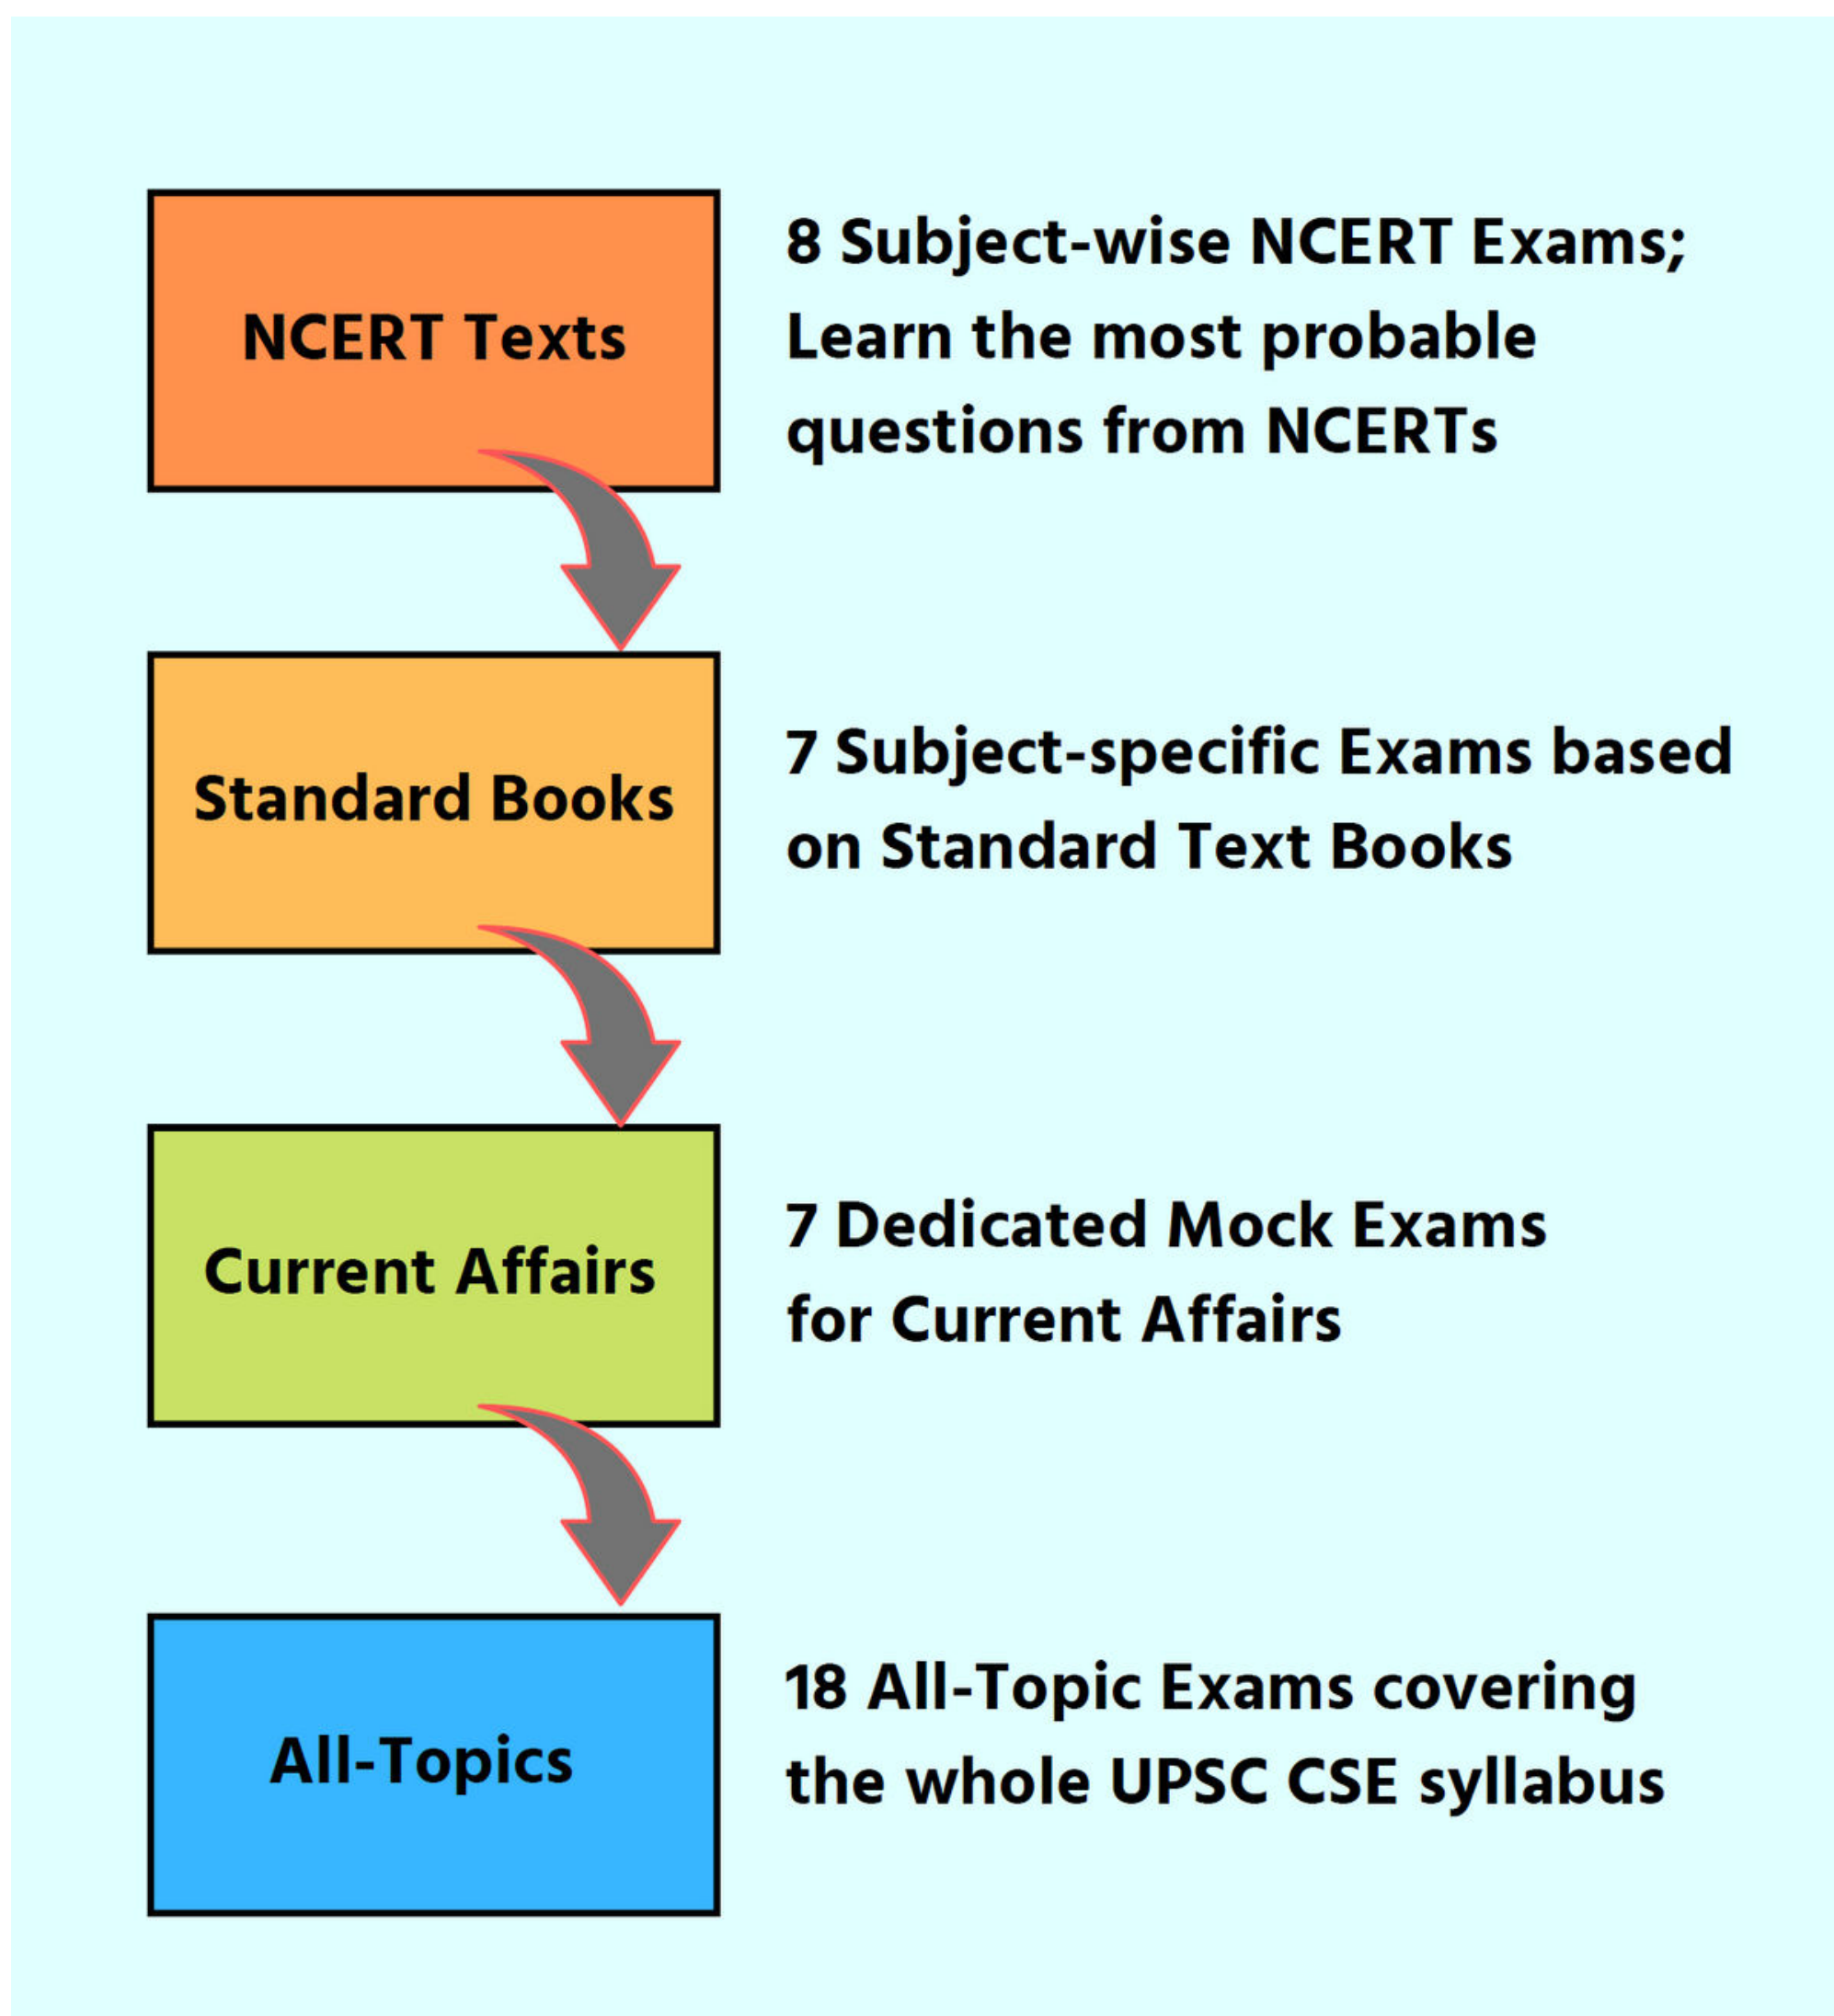 NCERT Texts
8 Subject-wise NCERT Exams;
Learn the most probable
questions from NCERTs
Standard Books
7 Subject-specific Exams based
on Standard Text Books
Current Affairs
7 Dedicated Mock Exams
for Current Affairs
All-Topics
18 All-Topic Exams covering
the whole UPSC CSE syllabus